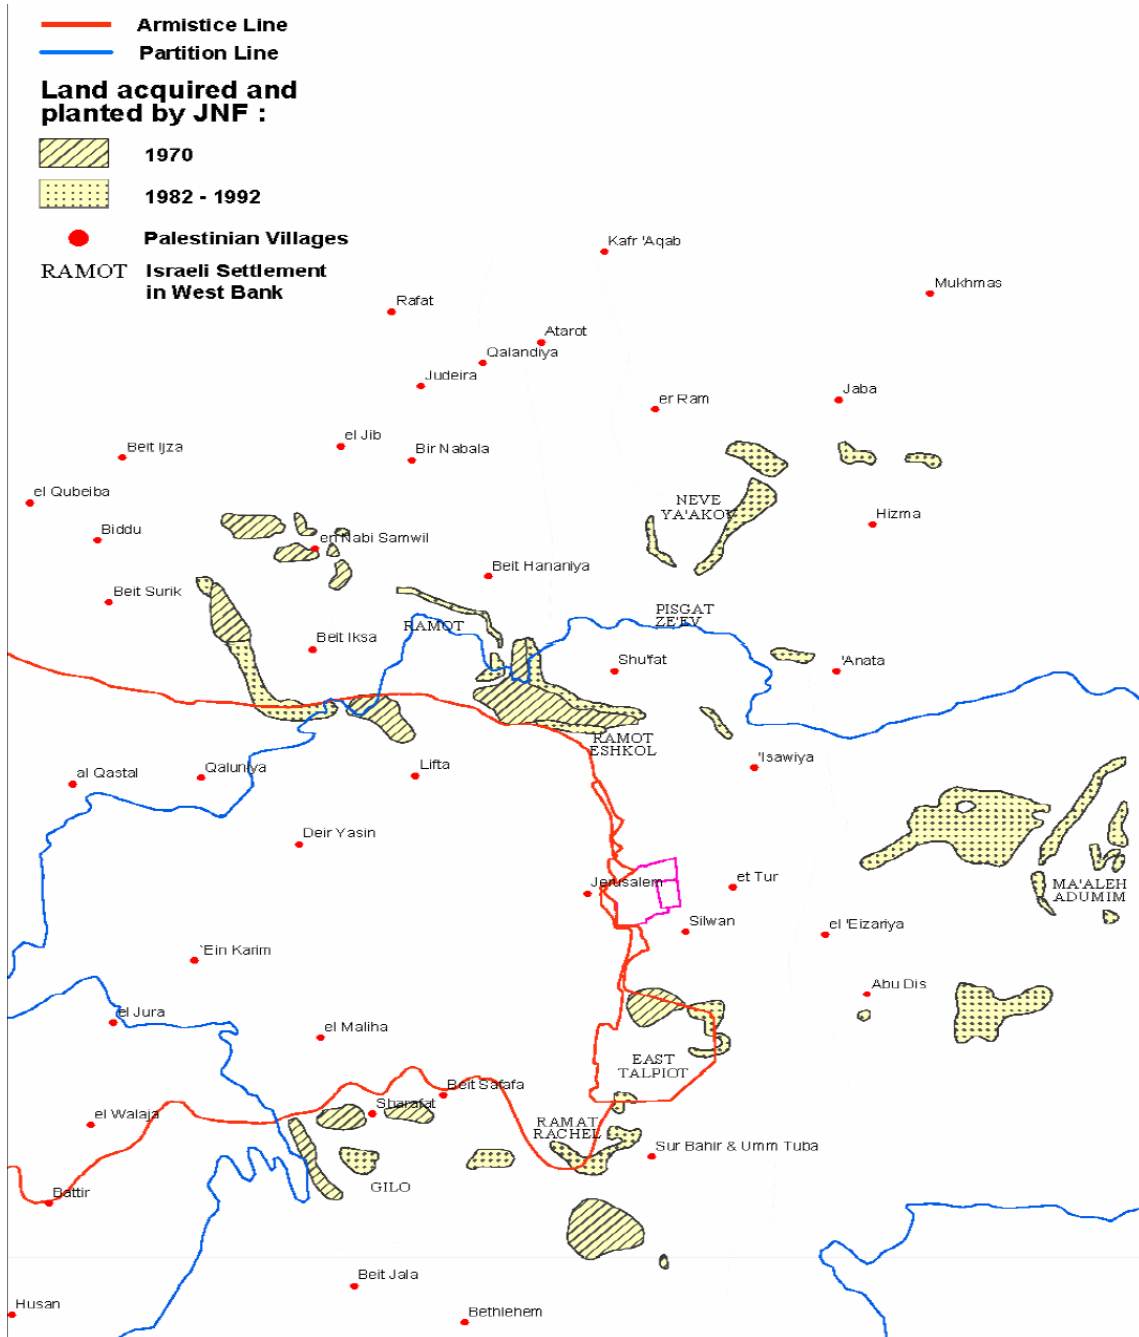 Armistice Line
Partition Line
Land acquired and
planted by JNF :
1970
1982 - 1992
Palestinian Villages
RAMOT
Israeli Settlement
in West Bank
Kafr 'Aqab
Mukhmas
Rafat
Atarot
Qalandiya
Judeira
Jaba
er Ram
el Jib
Beit Ijza
Bir Nabala
el Qubeiba
NEVE
YA'AKOV
Hizma
Biddu
en Nabi Samwil
Beit Hananiya
Beit Surik
PISGAT
ZE'EV
RAMOT
Beit Iksa
Shu'fat
'Anata
RAMOT
ESHKOL
'Isawiya
al Qastal
Qaluniya
Lifta
Deir Yasin
Jerusalem
et Tur
MA'ALEH
ADUMIM
Silwan
el 'Eizariya
`Ein Karim
Abu Dis
el Jura
el Maliha
EAST
TALPIOT
Beit Safafa
Sharafat
el Walaja
RAMAT
RACHEL
Sur Bahir & Umm Tuba
GILO
Battir
Beit Jala
Husan
Bethlehem